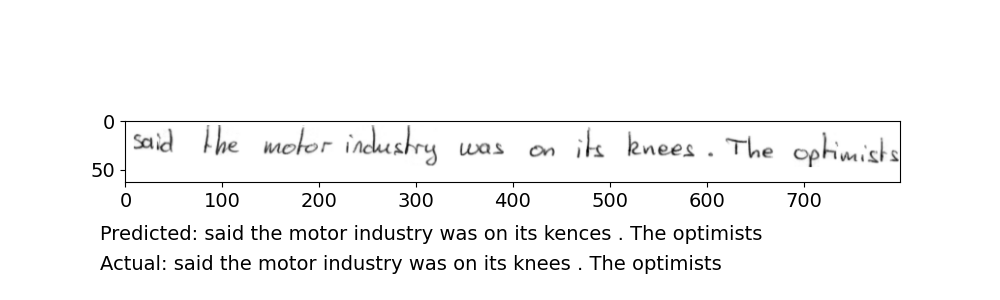 0
said the motor industry was on its knees . The optimists
50
0 100 200 300 400 500 600 700
Predicted: said the motor industry was on its kences . The optimists
Actual: said the motor industry was on its knees . The optimists